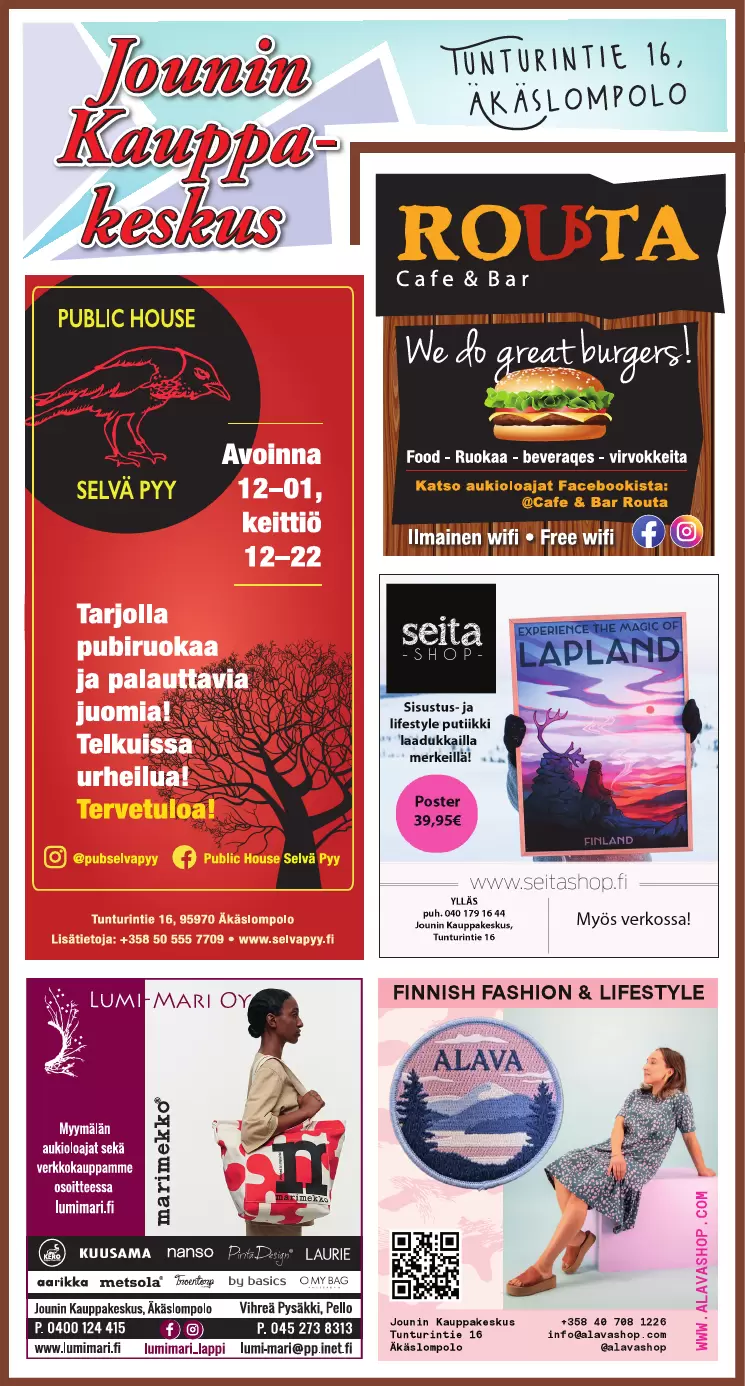 Jounin
Kauppa-
keskus
TUNTURINTIE 16,
ÄKÄSLOMPOLO
PUBLIC HOUSE
SELVÄ PYY
Avoinna
12–01,
keittiö
12–22
Tarjolla
pubiruokaa
ja palauttavia
juomia!
Telkuissa
urheilua!
Tervetuloa!
@pubselvapyy
Public House Selvä Pyy
Tunturintie 16, 95970 Äkäslompolo
Lisätietoja: +358 50 555 7709 • www.selvapyy.fi
ROUTA
Cafe & Bar
We do great burgers!
Food - Ruokaa - beveraqes - virvokkeita
Katso aukioloajat Facebookista:
@Cafe & Bar Routa
Ilmainen wifi • Free wifi
seita
- SHOP -
Sisustus- ja
lifestyle putiikki
laadukkailla
merkeillä!
Poster
39,95€
EXPERIENCE THE MAGIC OF
LAPLAND
FINLAND
www.seitashop.fi
YLLÄS
puh. 040 179 16 44
Jounin Kauppakeskus,
Tunturintie 16
Myös verkossa!
LUMI-MARI OY
Myymälän
aukioloajat sekä
verkkokauppamme
osoitteessa
lumimari.fi
marimekko®
m
marimekko
KERO
KUUSAMA
nanso
Piritta Design
LAURIE
aarikka
metsola
by basics
O MY BAG
Jounin Kauppakeskus, Äkäslompolo
P. 0400 124 415
www.lumimari.fi
lumimari_lappi
Vihreä Pysäkki, Pello
P. 045 273 8313
lumi-mari@pp.inet.fi
FINNISH FASHION & LIFESTYLE
ALAVA
WWW.ALAVASHOP.COM
Jounin Kauppakeskus
Tunturintie 16
Äkäslompolo
+358 40 708 1226
info@alavashop.com
@alavashop